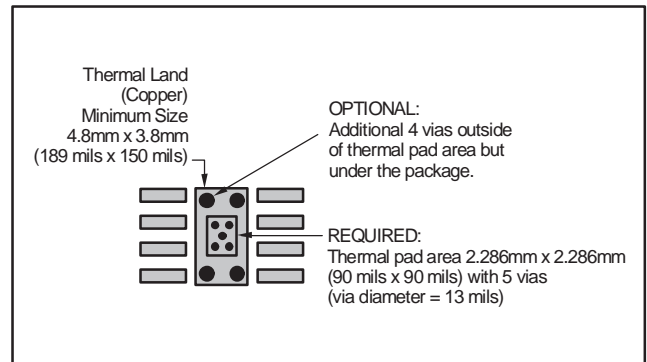 Thermal Land
(Copper)
Minimum Size
4.8mm x 3.8mm
(189 mils x 150 mils)
OPTIONAL:
Additional 4 vias outside
of thermal pad area but
under the package.
REQUIRED:
Thermal pad area 2.286mm x 2.286mm
(90 mils x 90 mils) with 5 vias
(via diameter = 13 mils)